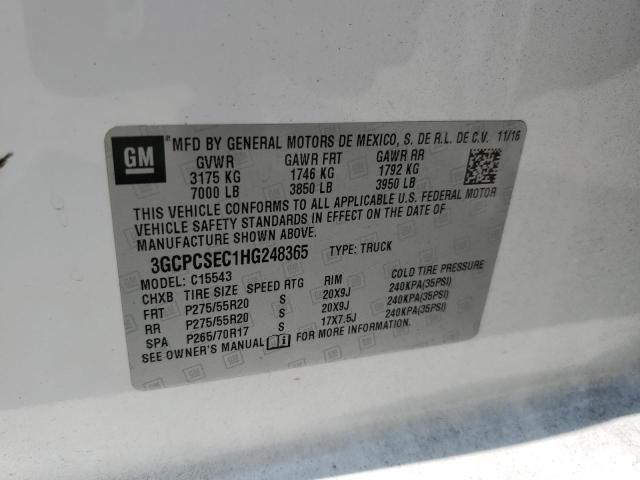 GM MFD BY GENERAL MOTORS DE MEXICO, S. DE R.L. DE C.V. 11/16
GVWR GAWR FRT GAWR RR
3175 KG 1746 KG 1792 KG
7000 LB 3850 LB 3950 LB
THIS VEHICLE CONFORMS TO ALL APPLICABLE U.S. FEDERAL MOTOR
VEHICLE SAFETY STANDARDS IN EFFECT ON THE DATE OF
MANUFACTURE SHOWN ABOVE.
3GCPCSEC1HG248365 TYPE: TRUCK
MODEL: C15543
CHXB TIRE SIZE SPEED RTG RIM COLD TIRE PRESSURE
FRT P275/55R20 S 20X9J 240KPA(35PSI)
RR P275/55R20 S 20X9J 240KPA(35PSI)
SPA P265/70R17 S 17X7.5J 240KPA(35PSI)
SEE OWNER'S MANUAL FOR MORE INFORMATION.